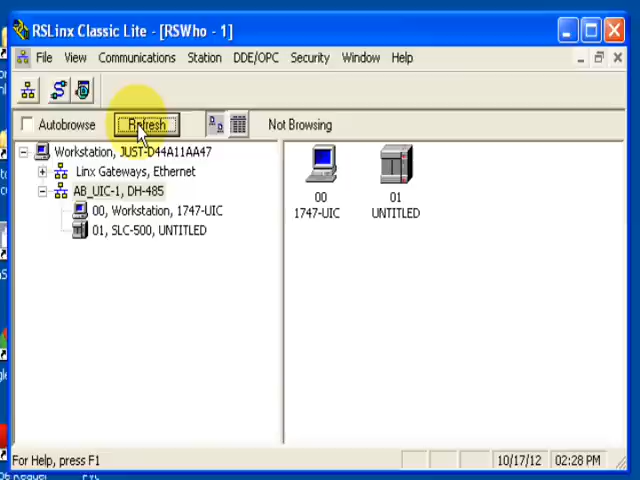 RSLinx Classic Lite - [RSWho - 1]
File View Communications Station DDE/OPC Security Window Help
Autobrowse Refresh Not Browsing
Workstation, JUST-D44A11AA47
Linx Gateways, Ethernet
AB_UIC-1, DH-485
00, Workstation, 1747-UIC
01, SLC-500, UNTITLED
00
1747-UIC
01
UNTITLED
For Help, press F1
10/17/12 02:28 PM